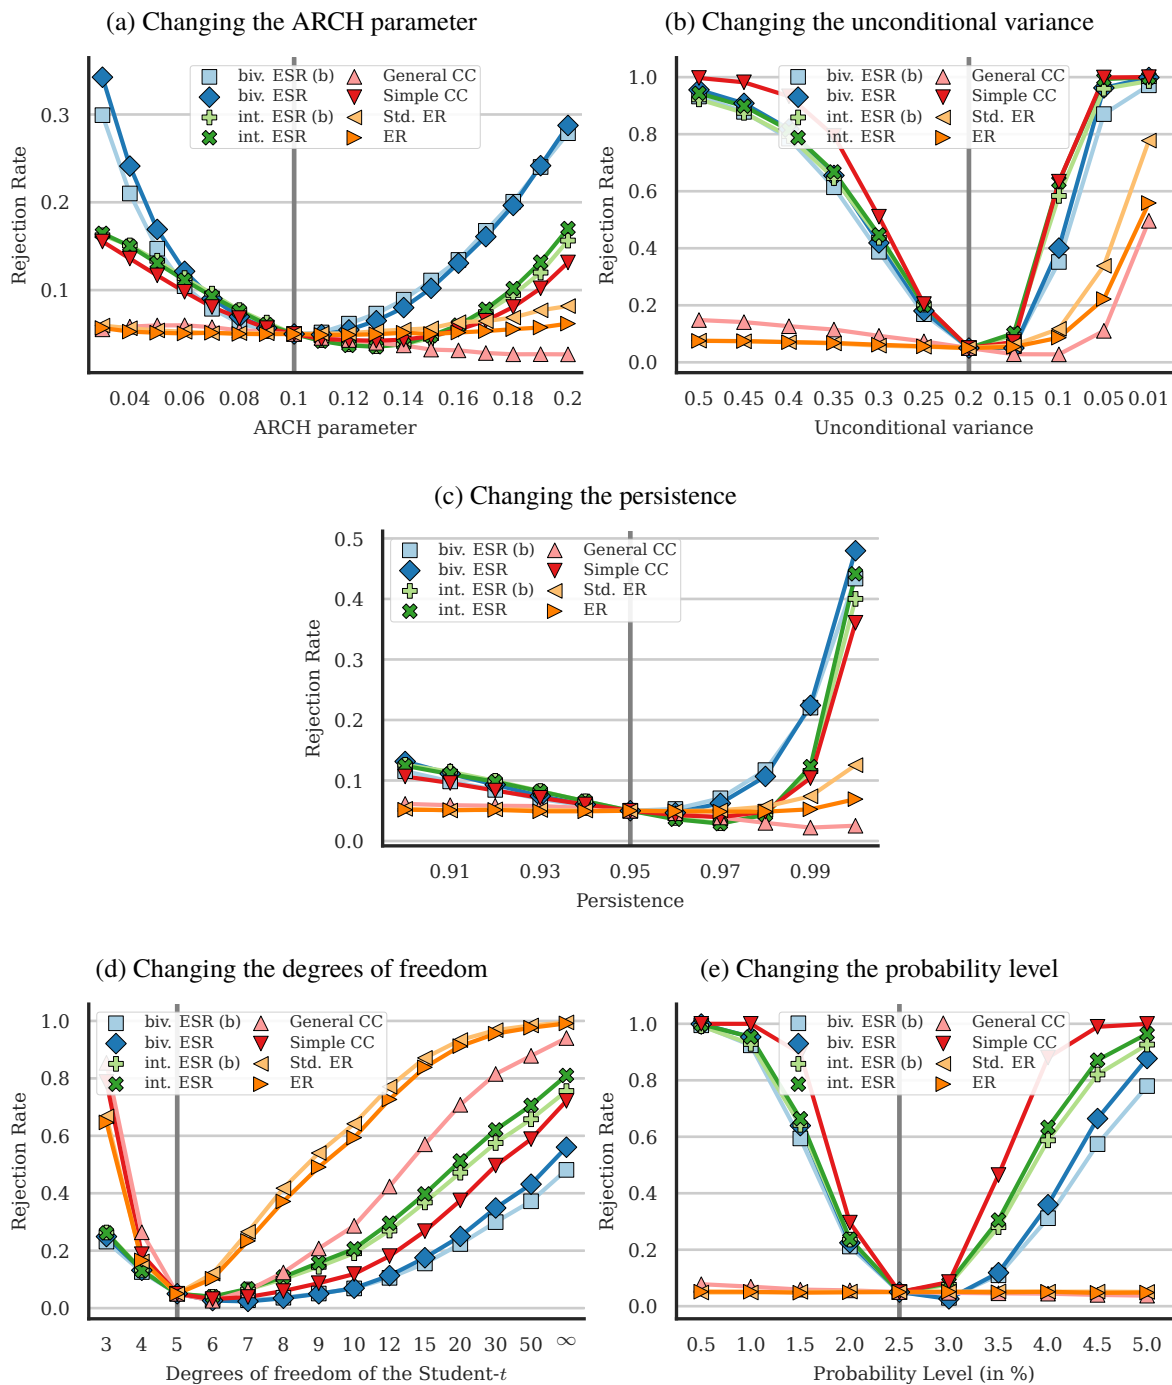 (a) Changing the ARCH parameter
Rejection Rate
0.3
0.2
0.1
biv. ESR (b)
biv. ESR
int. ESR (b)
int. ESR
General CC
Simple CC
Std. ER
ER
0.04 0.06 0.08 0.1 0.12 0.14 0.16 0.18 0.2
ARCH parameter
(b) Changing the unconditional variance
Rejection Rate
1.0
0.8
0.6
0.4
0.2
0.0
biv. ESR (b)
biv. ESR
int. ESR (b)
int. ESR
General CC
Simple CC
Std. ER
ER
0.5 0.45 0.4 0.35 0.3 0.25 0.2 0.15 0.1 0.05 0.01
Unconditional variance
(c) Changing the persistence
Rejection Rate
0.5
0.4
0.3
0.2
0.1
0.0
biv. ESR (b)
biv. ESR
int. ESR (b)
int. ESR
General CC
Simple CC
Std. ER
ER
0.91 0.93 0.95 0.97 0.99
Persistence
(d) Changing the degrees of freedom
Rejection Rate
1.0
0.8
0.6
0.4
0.2
0.0
biv. ESR (b)
biv. ESR
int. ESR (b)
int. ESR
General CC
Simple CC
Std. ER
ER
3 4 5 6 7 8 9 10 12 15 20 30 50 ∞
Degrees of freedom of the Student-t
(e) Changing the probability level
Rejection Rate
1.0
0.8
0.6
0.4
0.2
0.0
biv. ESR (b)
biv. ESR
int. ESR (b)
int. ESR
General CC
Simple CC
Std. ER
ER
0.5 1.0 1.5 2.0 2.5 3.0 3.5 4.0 4.5 5.0
Probability Level (in %)